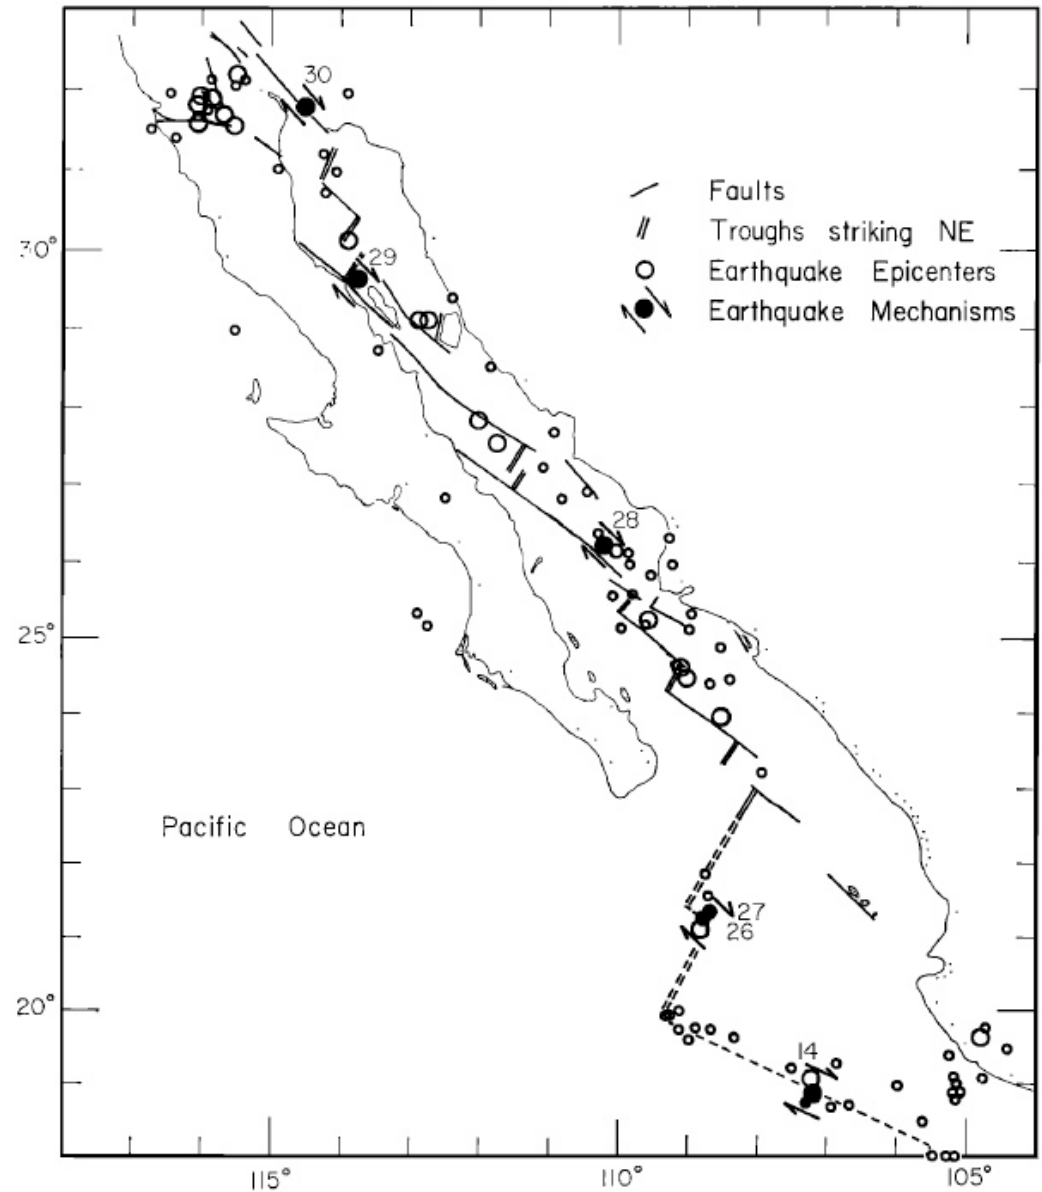 30
Faults
30°
Troughs striking NE
29
Earthquake Epicenters
Earthquake Mechanisms
28
25°
Pacific Ocean
27
26
20°
14
115°
110°
105°